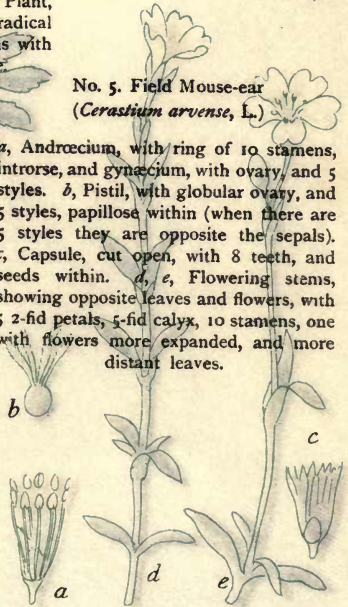 Plant,
radical
s with
No. 5. Field Mouse-ear
(Cerastium arvense, L.)
a, Andrœcium, with ring of 10 stamens,
introrse, and gynæcium, with ovary, and 5
styles. b, Pistil, with globular ovary, and
5 styles, papillose within (when there are
5 styles they are opposite the sepals).
c, Capsule, cut open, with 8 teeth, and
seeds within. d, e, Flowering stems,
showing opposite leaves and flowers, with
5 2-fid petals, 5-fid calyx, 10 stamens, one
with flowers more expanded, and more
distant leaves.
b
c
a
d
e